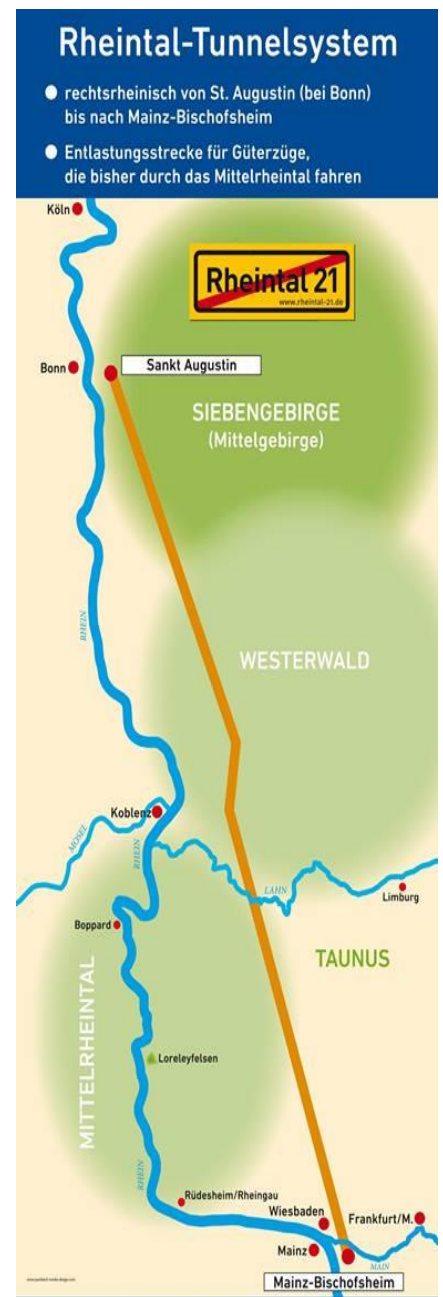 Rheintal-Tunnelsystem
rechtsrheinisch von St. Augustin (bei Bonn)
bis nach Mainz-Bischofsheim
Entlastungsstrecke für Güterzüge,
die bisher durch das Mittelrheintal fahren
Köln
Rheintal 21
www.rheintal-21.de
Bonn
Sankt Augustin
SIEBENGEBIRGE
(Mittelgebirge)
RHEIN
WESTERWALD
Koblenz
MOSEL
RHEIN
LAHN
Limburg
Boppard
TAUNUS
MITTELRHEINTAL
Loreleyfelsen
RHEIN
Rüdesheim/Rheingau
Wiesbaden
Frankfurt/M.
Mainz
MAIN
Mainz-Bischofsheim